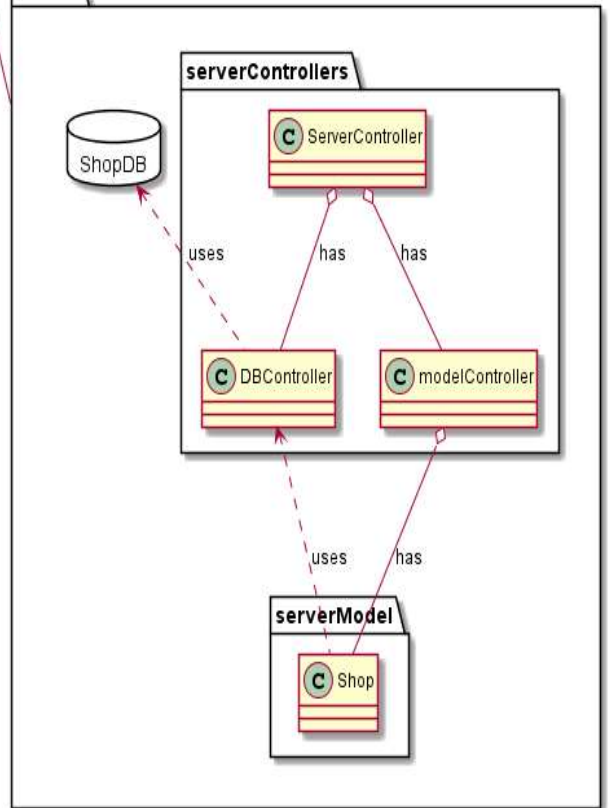 serverControllers
C ServerController
ShopDB
uses
has
has
C DBController
C modelController
uses
has
serverModel
C Shop